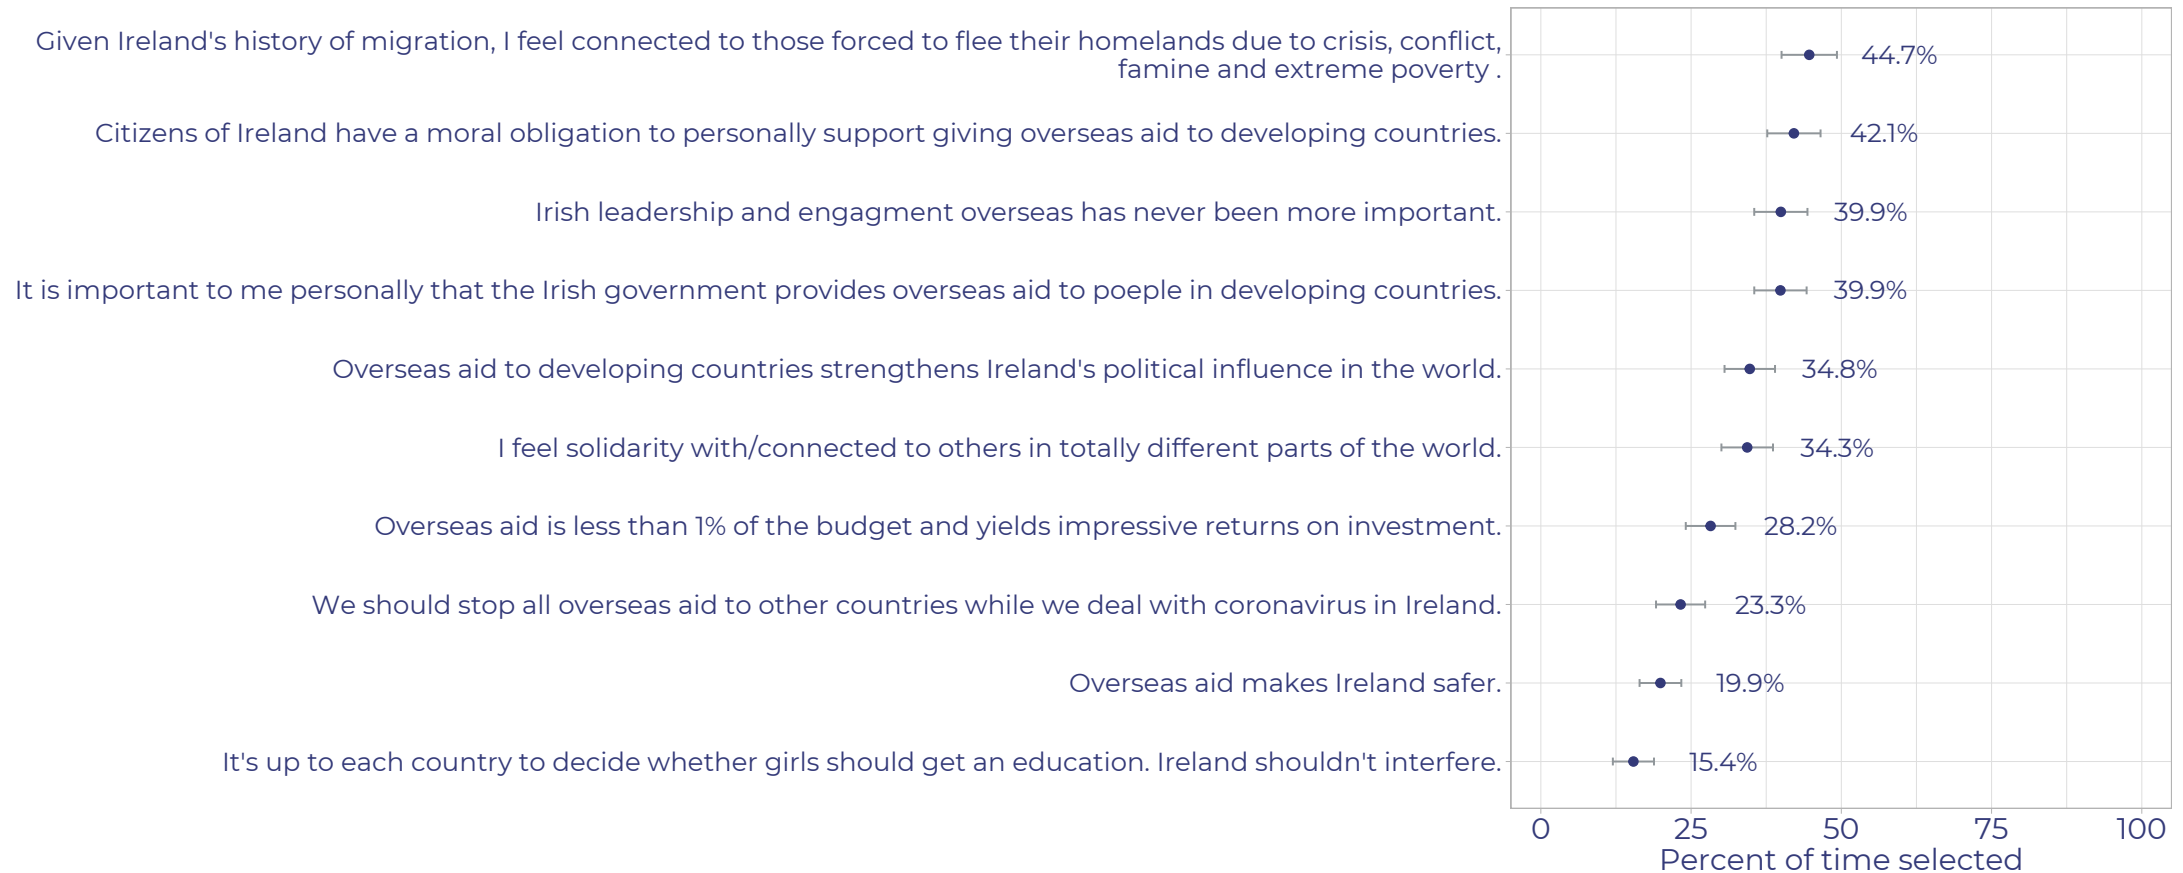 Given Ireland's history of migration, I feel connected to those forced to flee their homelands due to crisis, conflict,
famine and extreme poverty .
44.7%
Citizens of Ireland have a moral obligation to personally support giving overseas aid to developing countries.
42.1%
Irish leadership and engagment overseas has never been more important.
39.9%
It is important to me personally that the Irish government provides overseas aid to poeple in developing countries.
39.9%
Overseas aid to developing countries strengthens Ireland's political influence in the world.
34.8%
I feel solidarity with/connected to others in totally different parts of the world.
34.3%
Overseas aid is less than 1% of the budget and yields impressive returns on investment.
28.2%
We should stop all overseas aid to other countries while we deal with coronavirus in Ireland.
23.3%
Overseas aid makes Ireland safer.
19.9%
It's up to each country to decide whether girls should get an education. Ireland shouldn't interfere.
15.4%
0 25 50 75 100
Percent of time selected